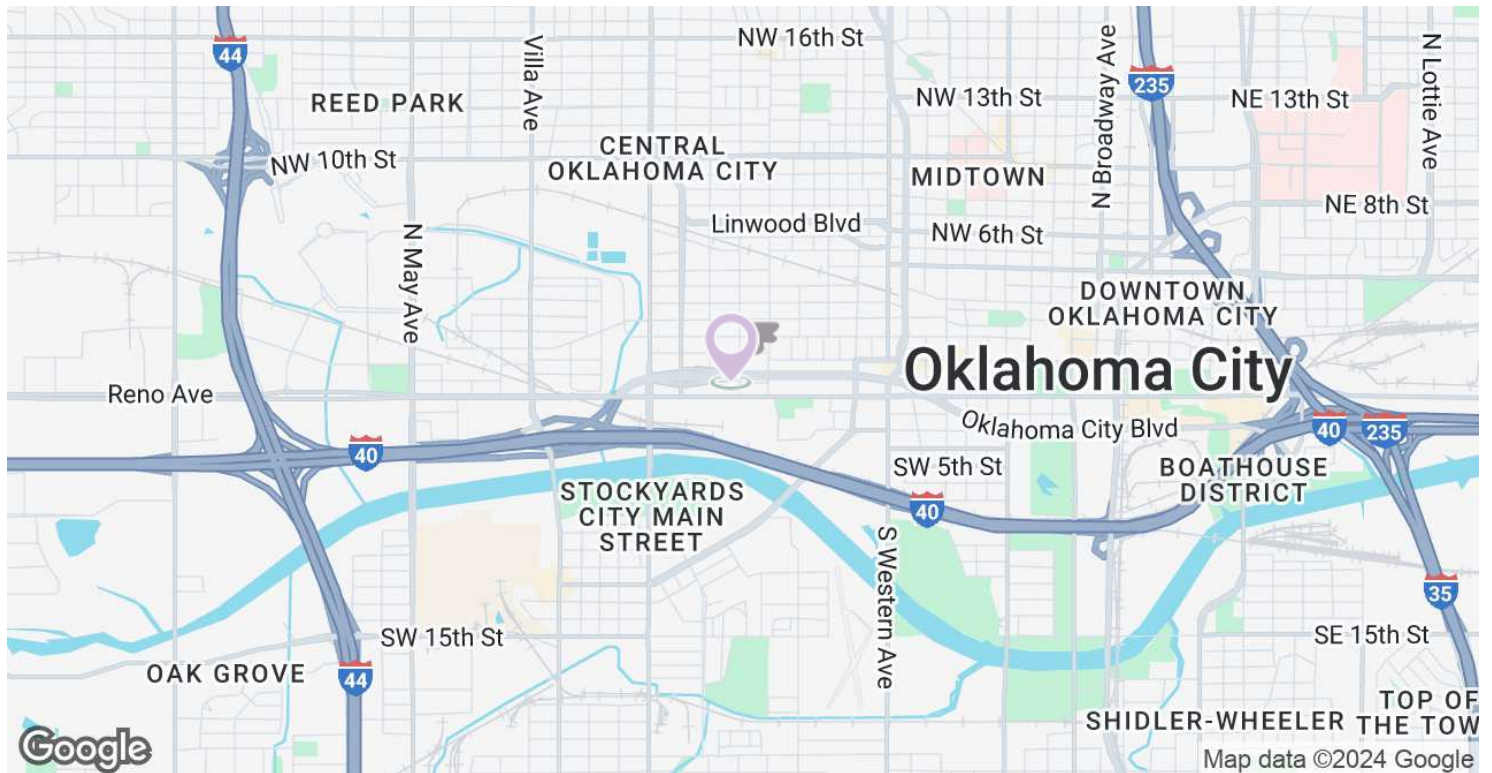 NW 16th St
44
Villa Ave
N Broadway Ave
N Lottie Ave
235
REED PARK
NW 13th St
NE 13th St
NW 10th St
CENTRAL
OKLAHOMA CITY
MIDTOWN
NE 8th St
Linwood Blvd
NW 6th St
N May Ave
DOWNTOWN
OKLAHOMA CITY
Oklahoma City
Reno Ave
Oklahoma City Blvd
40
235
40
SW 5th St
BOATHOUSE
DISTRICT
STOCKYARDS
CITY MAIN
STREET
40
S Western Ave
35
SW 15th St
SE 15th St
OAK GROVE
44
TOP OF
THE TOW
SHIDLER-WHEELER
Google
Map data ©2024 Google